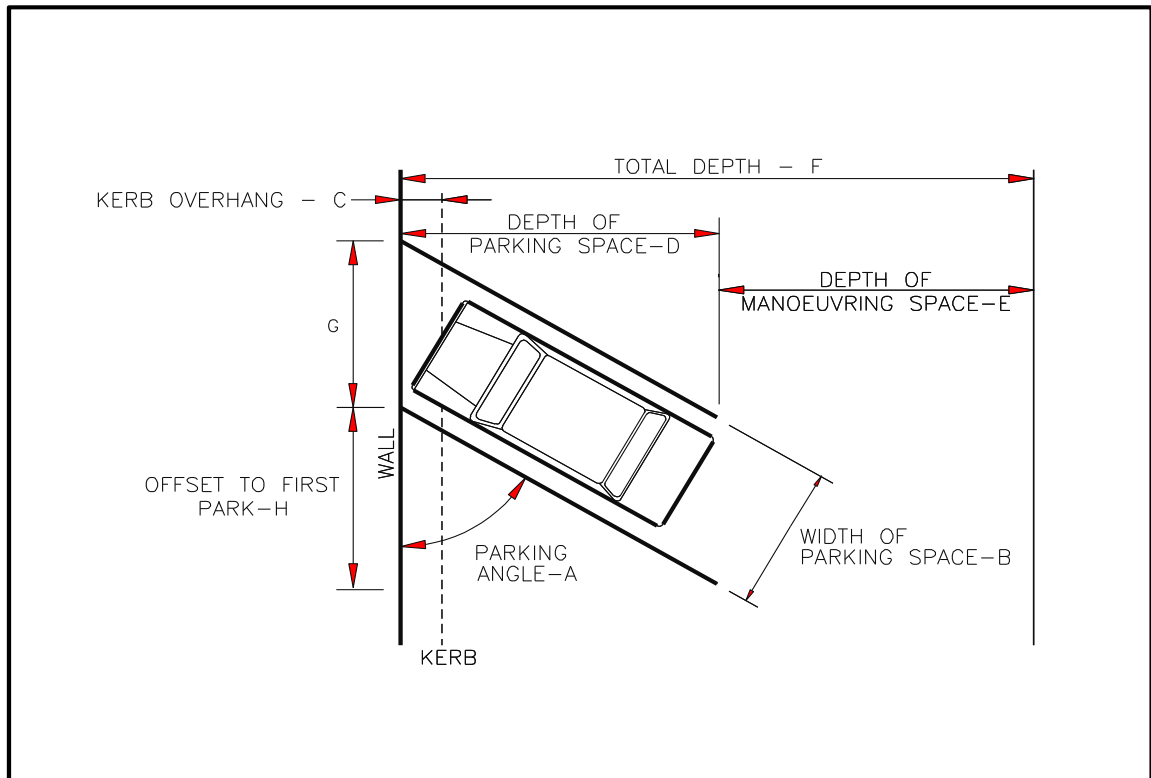 TOTAL DEPTH - F
KERB OVERHANG - C
DEPTH OF
PARKING SPACE-D
DEPTH OF
MANOEUVRING SPACE-E
G
WALL
OFFSET TO FIRST
PARK-H
PARKING
ANGLE-A
WIDTH OF
PARKING SPACE-B
KERB